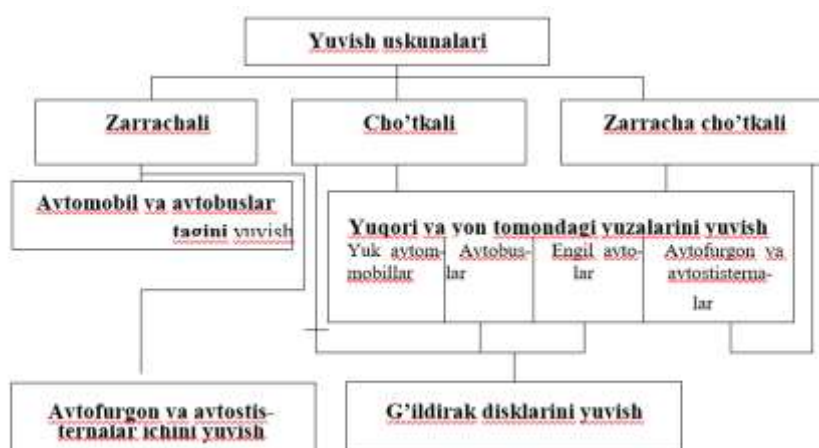 Yuvish uskunalari
Zarrachali
Cho’tkali
Zarracha cho’tkali
Avtomobil va avtobuslar
tagini yuvish
Yuqori va yon tomondagi yuzalarini yuvish
Yuk avtom-
mobillar
Avtobus-
lar
Engil avto-
lar
Avtofurgon va
avtostisterna-
lar
Avtofurgon va avtostis-
ternalar ichini yuvish
G’ildirak disklarini yuvish